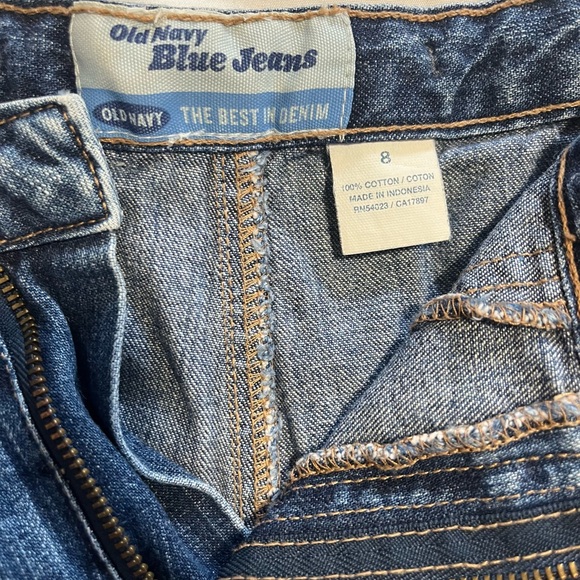 Old Navy
Blue Jeans
OLD NAVY THE BEST IN DENIM
8
100% COTTON / COTON
MADE IN INDONESIA
RN54023 / CA17897